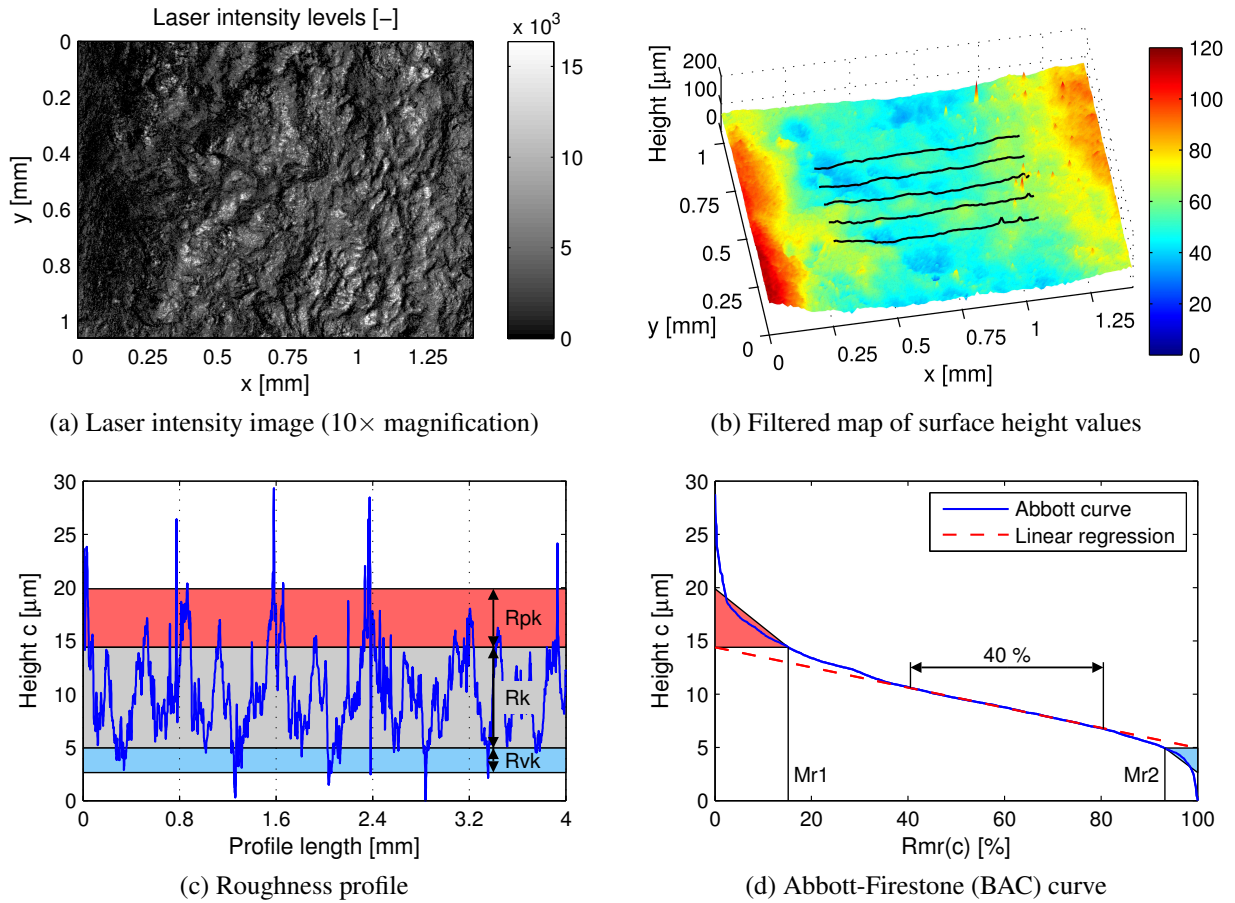 Laser intensity levels [−]
x 10³
0
0.2
0.4
0.6
0.8
1
y [mm]
0 0.25 0.5 0.75 1 1.25
x [mm]
15
10
5
0
(a) Laser intensity image (10× magnification)
Height [μm]
200
100
0
1
0.75
0.5
0.25
0
y [mm]
0 0.25 0.5 0.75 1 1.25
x [mm]
120
100
80
60
40
20
0
(b) Filtered map of surface height values
Height c [μm]
30
25
20
15
10
5
0
Rpk
Rk
Rvk
0 0.8 1.6 2.4 3.2 4
Profile length [mm]
(c) Roughness profile
Height c [μm]
30
25
20
15
10
5
0
Abbott curve
Linear regression
40 %
Mr1
Mr2
0 20 40 60 80 100
Rmr(c) [%]
(d) Abbott-Firestone (BAC) curve